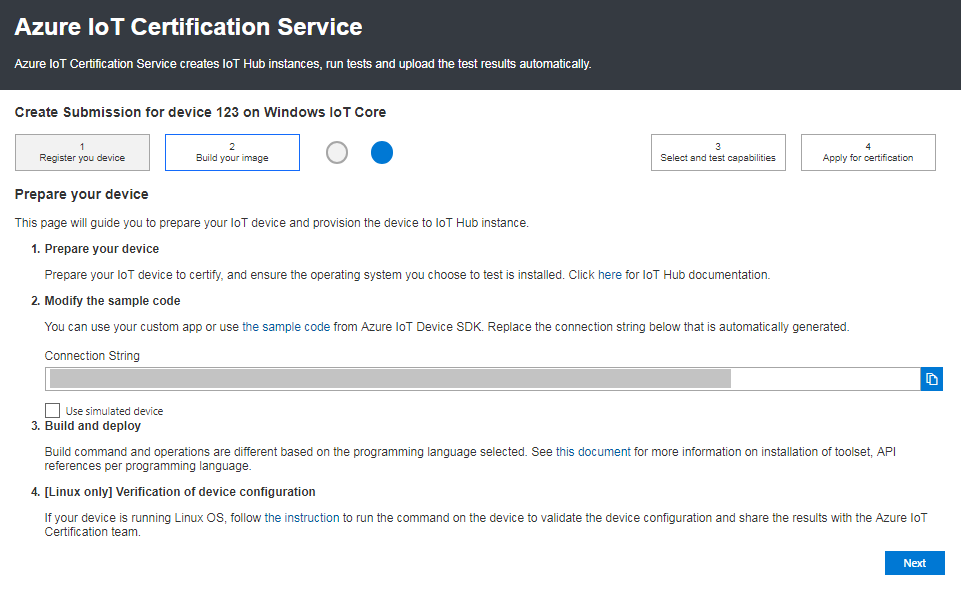 Azure IoT Certification Service
Azure IoT Certification Service creates IoT Hub instances, run tests and upload the test results automatically.
Create Submission for device 123 on Windows IoT Core
1
Register you device
2
Build your image
3
Select and test capabilities
4
Apply for certification
Prepare your device
This page will guide you to prepare your IoT device and provision the device to IoT Hub instance.
1. Prepare your device
Prepare your IoT device to certify, and ensure the operating system you choose to test is installed. Click here for IoT Hub documentation.
2. Modify the sample code
You can use your custom app or use the sample code from Azure IoT Device SDK. Replace the connection string below that is automatically generated.
Connection String
Use simulated device
3. Build and deploy
Build command and operations are different based on the programming language selected. See this document for more information on installation of toolset, API
references per programming language.
4. [Linux only] Verification of device configuration
If your device is running Linux OS, follow the instruction to run the command on the device to validate the device configuration and share the results with the Azure IoT
Certification team.
Next